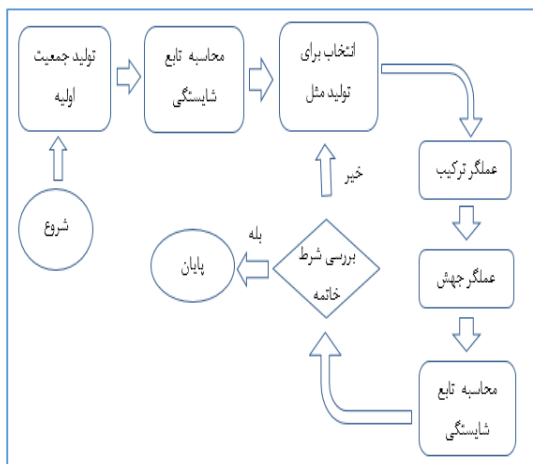 تولید جمعیت
اولیه
محاسبه تابع
شایستگی
انتخاب برای
تولید مثل
عملگر ترکیب
عملگر جهش
محاسبه تابع
شایستگی
بررسی شرط
خاتمه
خیر
بله
پایان
شروع